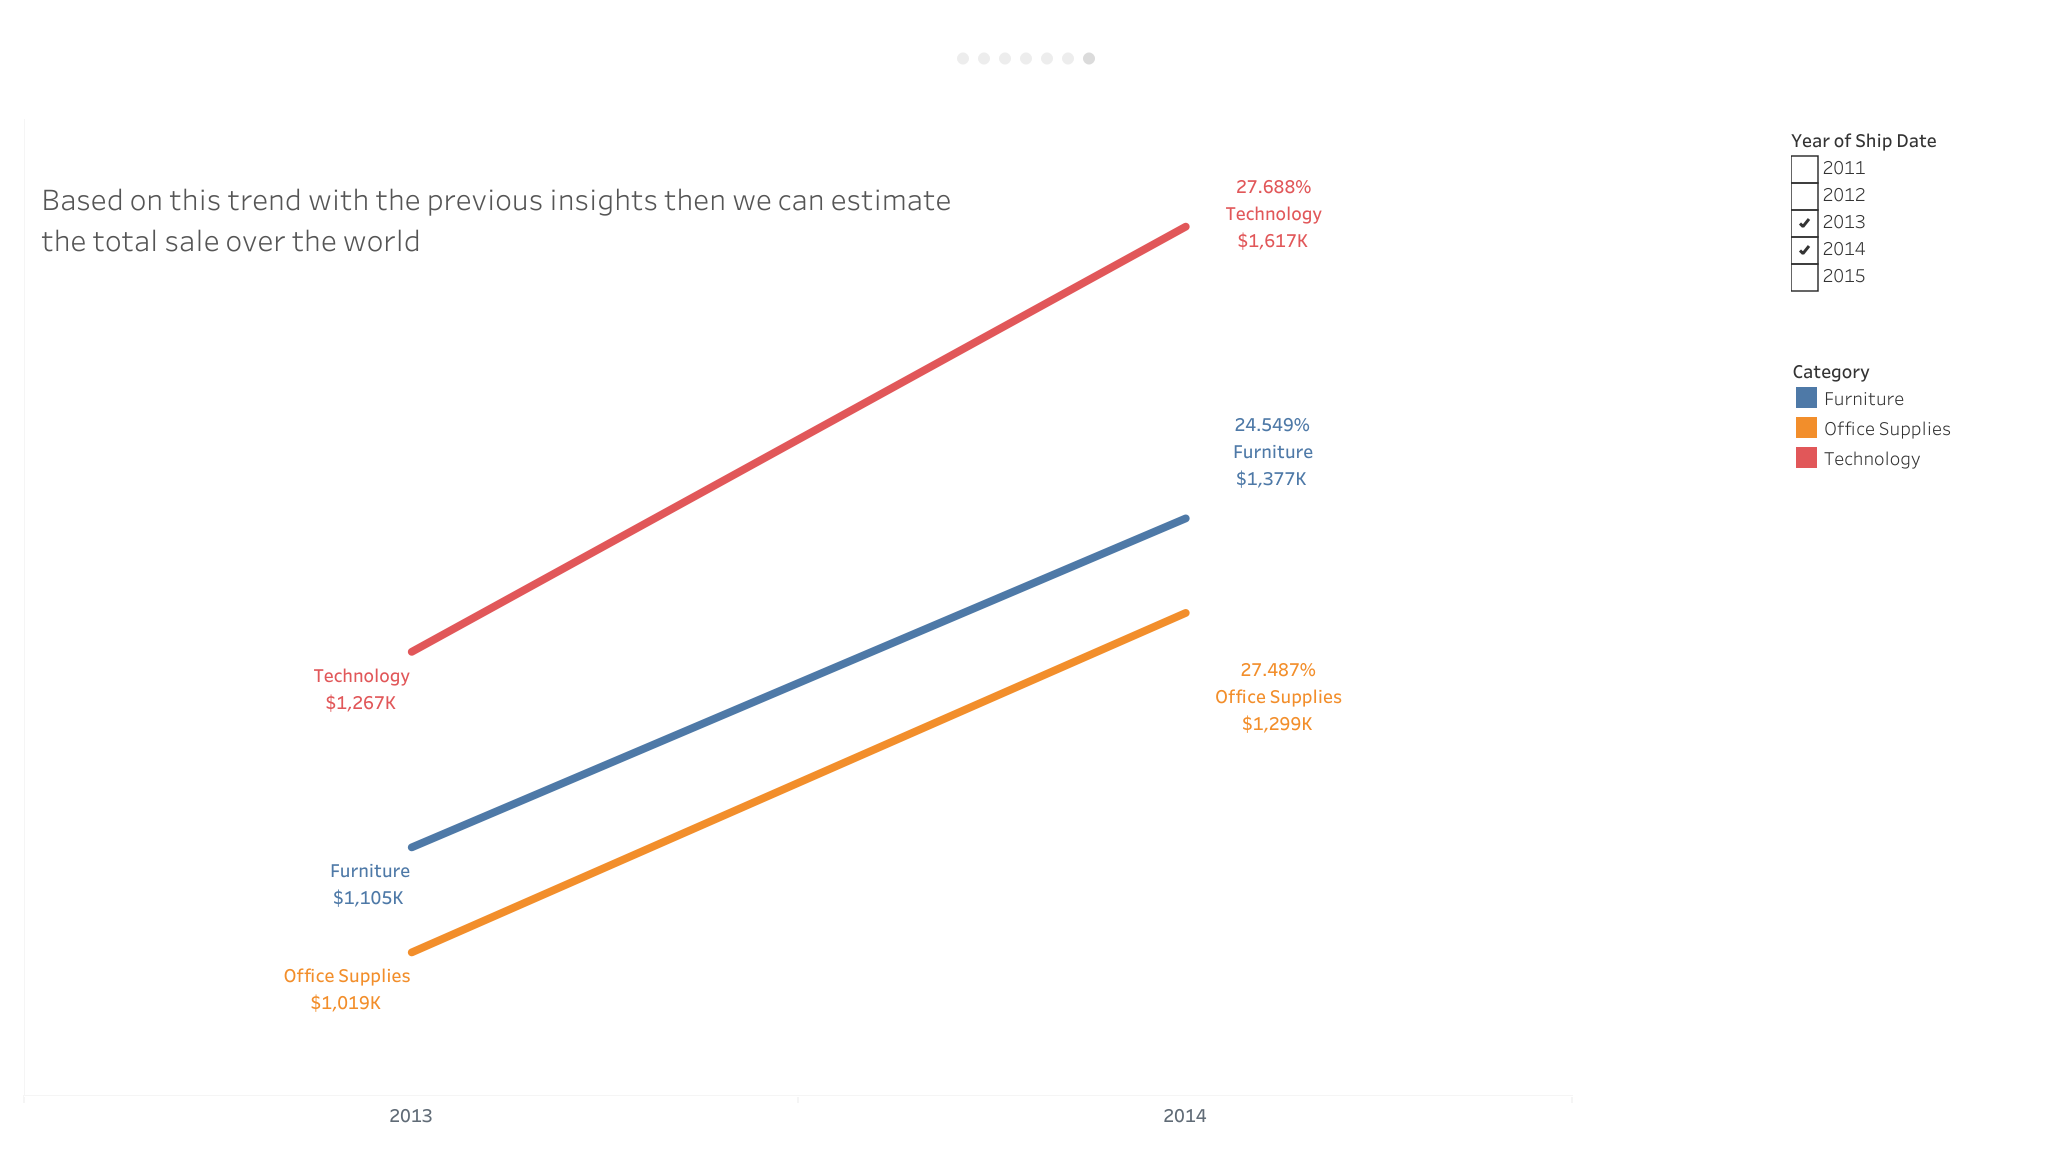 Based on this trend with the previous insights then we can estimate
the total sale over the world
27.688%
Technology
$1,617K
24.549%
Furniture
$1,377K
Technology
$1,267K
27.487%
Office Supplies
$1,299K
Furniture
$1,105K
Office Supplies
$1,019K
2013
2014
Year of Ship Date
2011
2012
2013
2014
2015
Category
Furniture
Office Supplies
Technology